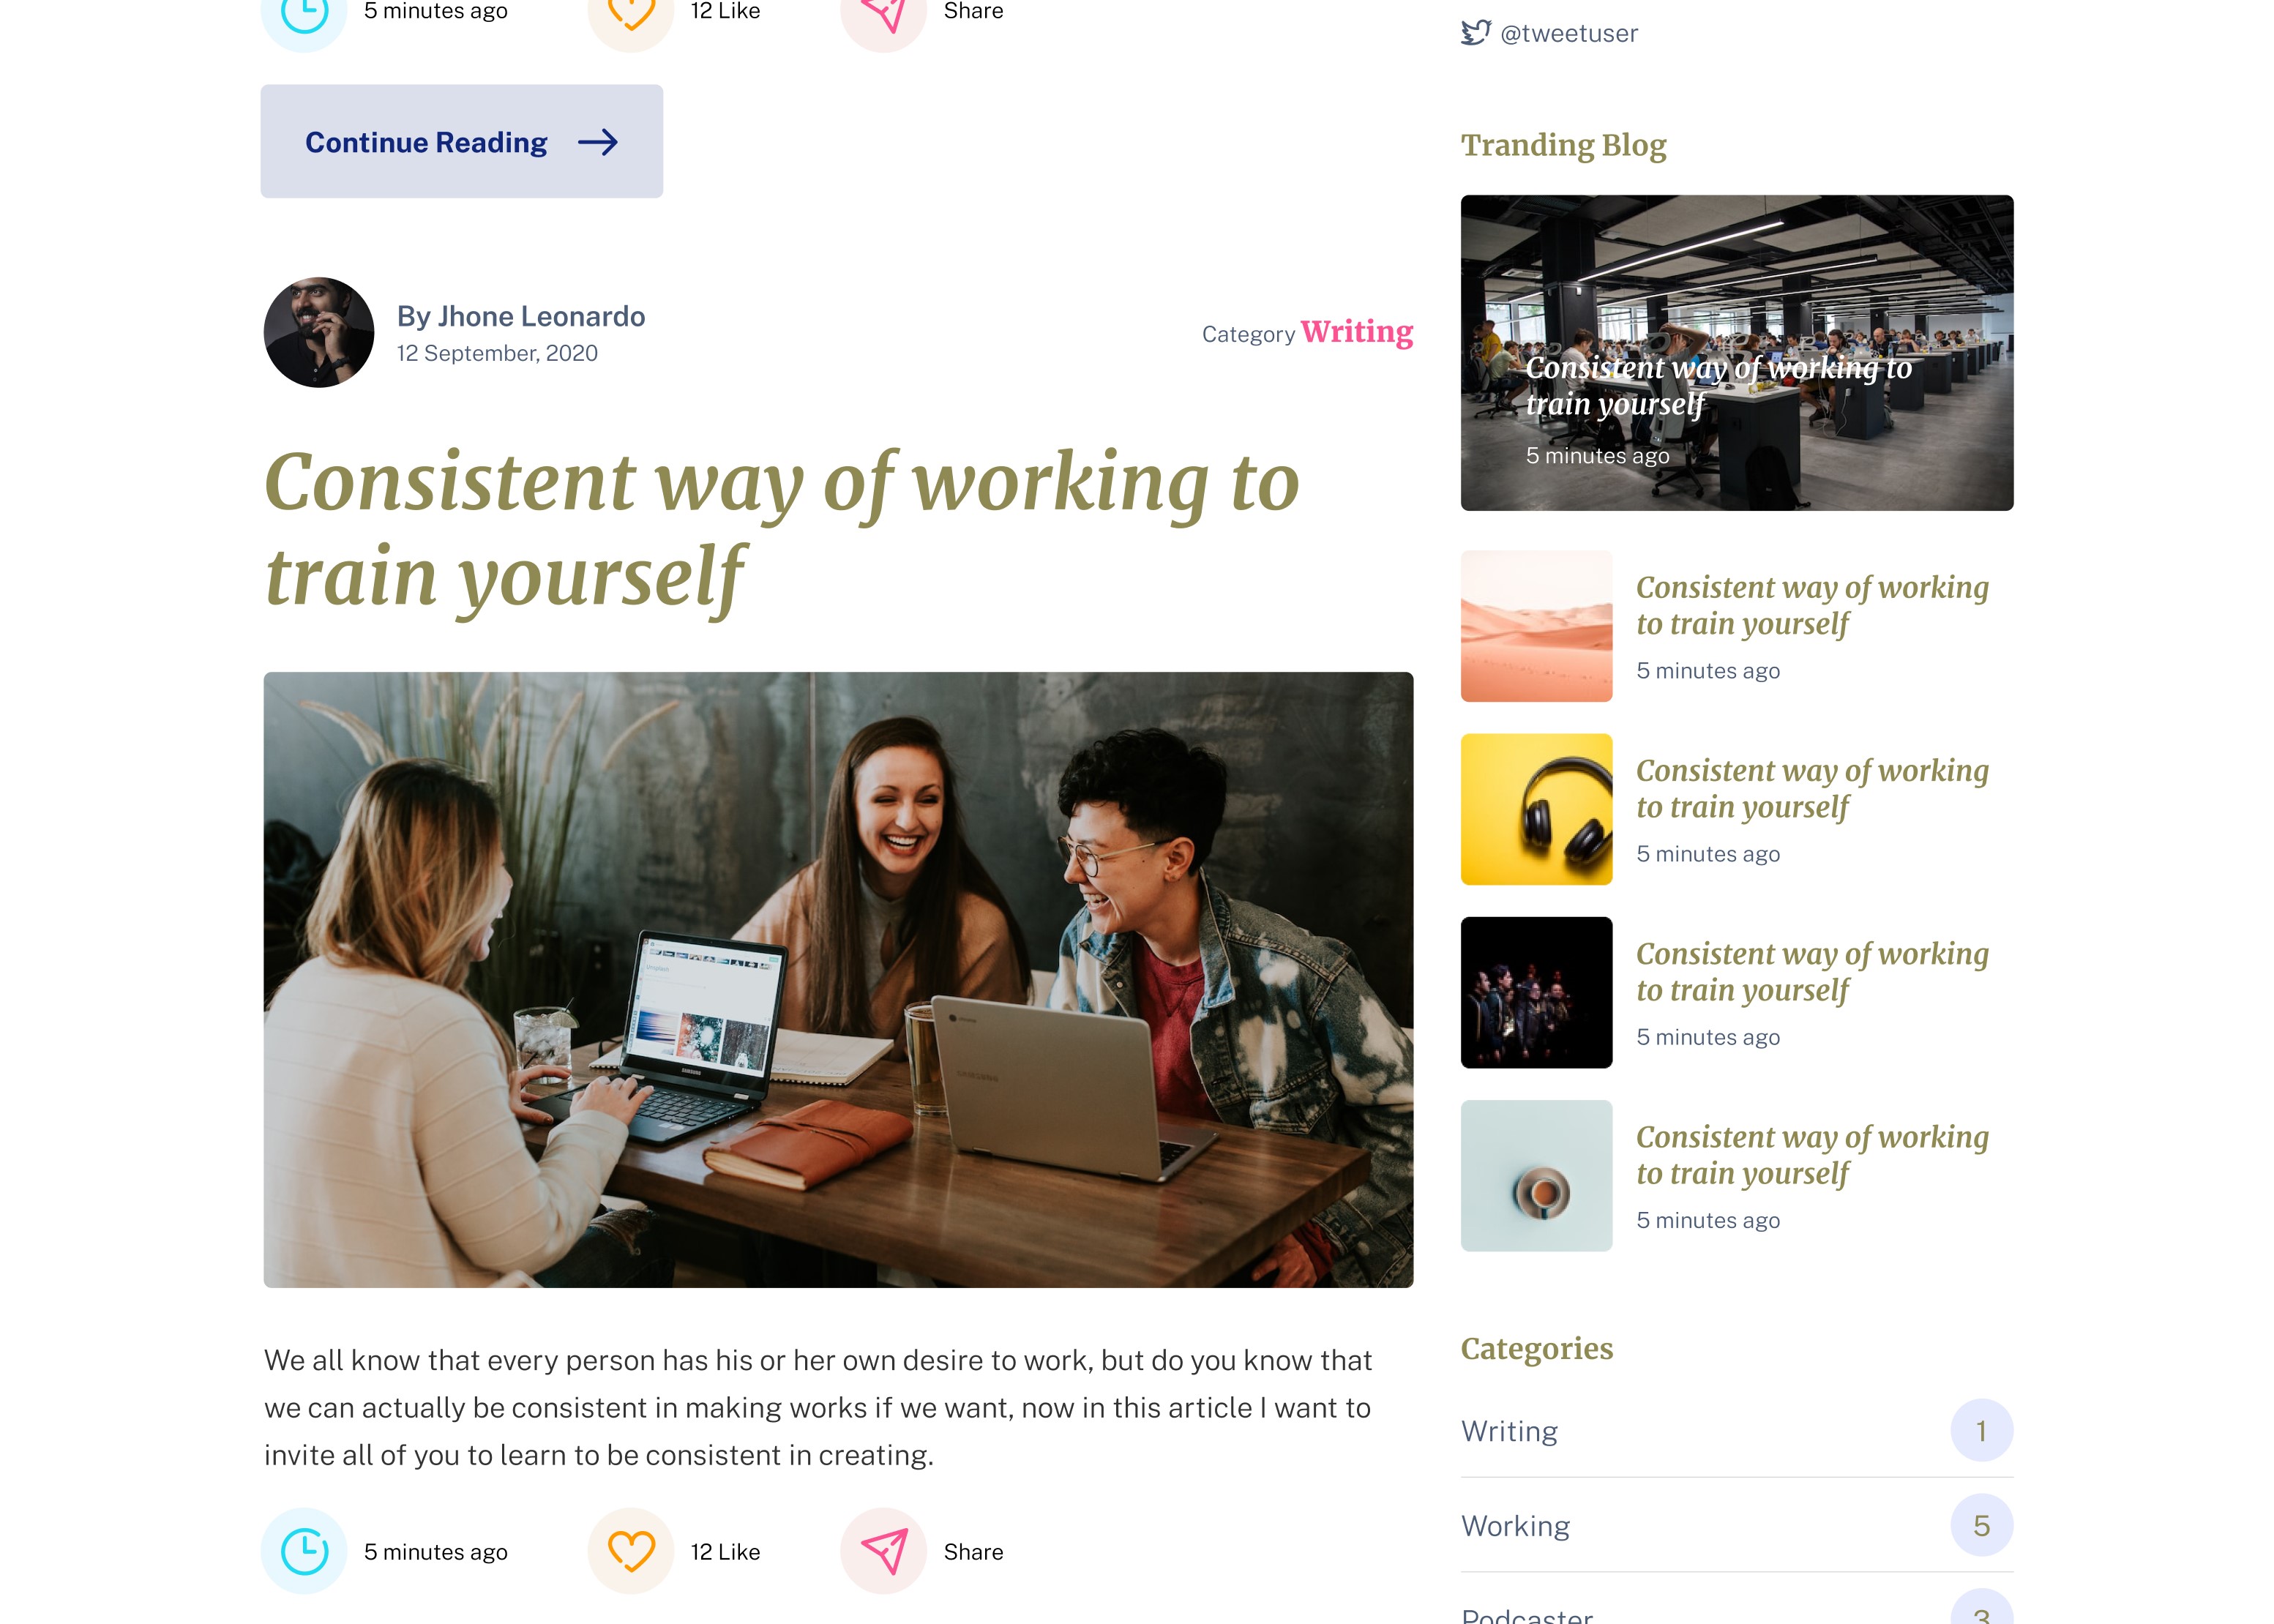 5 minutes ago
12 Like
Share
Continue Reading
By Jhone Leonardo
12 September, 2020
Category Writing
Consistent way of working to
train yourself
Unsplash
SAMSUNG
SAMSUNG
We all know that every person has his or her own desire to work, but do you know that
we can actually be consistent in making works if we want, now in this article I want to
invite all of you to learn to be consistent in creating.
5 minutes ago
12 Like
Share
@tweetuser
Tranding Blog
Consistent way of working to
train yourself
5 minutes ago
Consistent way of working
to train yourself
5 minutes ago
Consistent way of working
to train yourself
5 minutes ago
Consistent way of working
to train yourself
5 minutes ago
Consistent way of working
to train yourself
5 minutes ago
Categories
Writing 1
Working 5
Podcaster 3